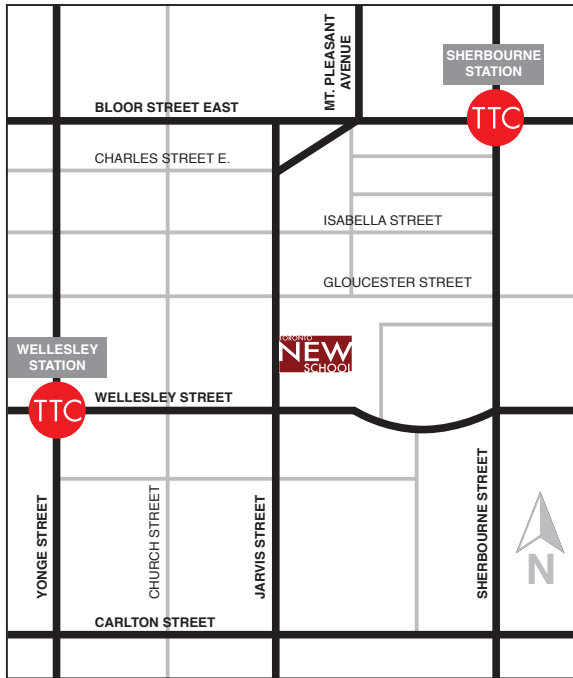 MT. PLEASANT
AVENUE
SHERBOURNE
STATION
TTC
BLOOR STREET EAST
CHARLES STREET E.
ISABELLA STREET
GLOUCESTER STREET
TORONTO
NEW
SCHOOL
WELLESLEY
STATION
TTC
WELLESLEY STREET
YONGE STREET
CHURCH STREET
JARVIS STREET
SHERBOURNE STREET
N
CARLTON STREET